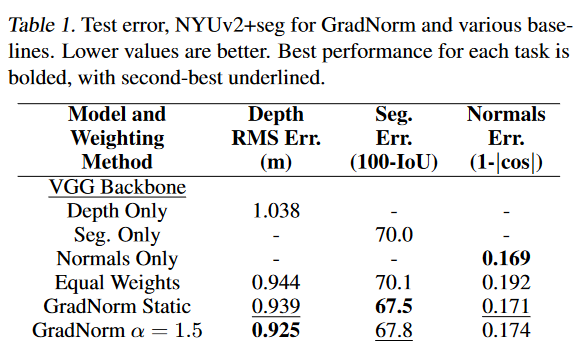 Table 1. Test error, NYUv2+seg for GradNorm and various base-
lines. Lower values are better. Best performance for each task is
bolded, with second-best underlined.
Model and Depth Seg. Normals
Weighting RMS Err. Err. Err.
Method (m) (100-IoU) (1-|cos|)
VGG Backbone
Depth Only 1.038 - -
Seg. Only - 70.0 -
Normals Only - - 0.169
Equal Weights 0.944 70.1 0.192
GradNorm Static 0.939 67.5 0.171
GradNorm α = 1.5 0.925 67.8 0.174